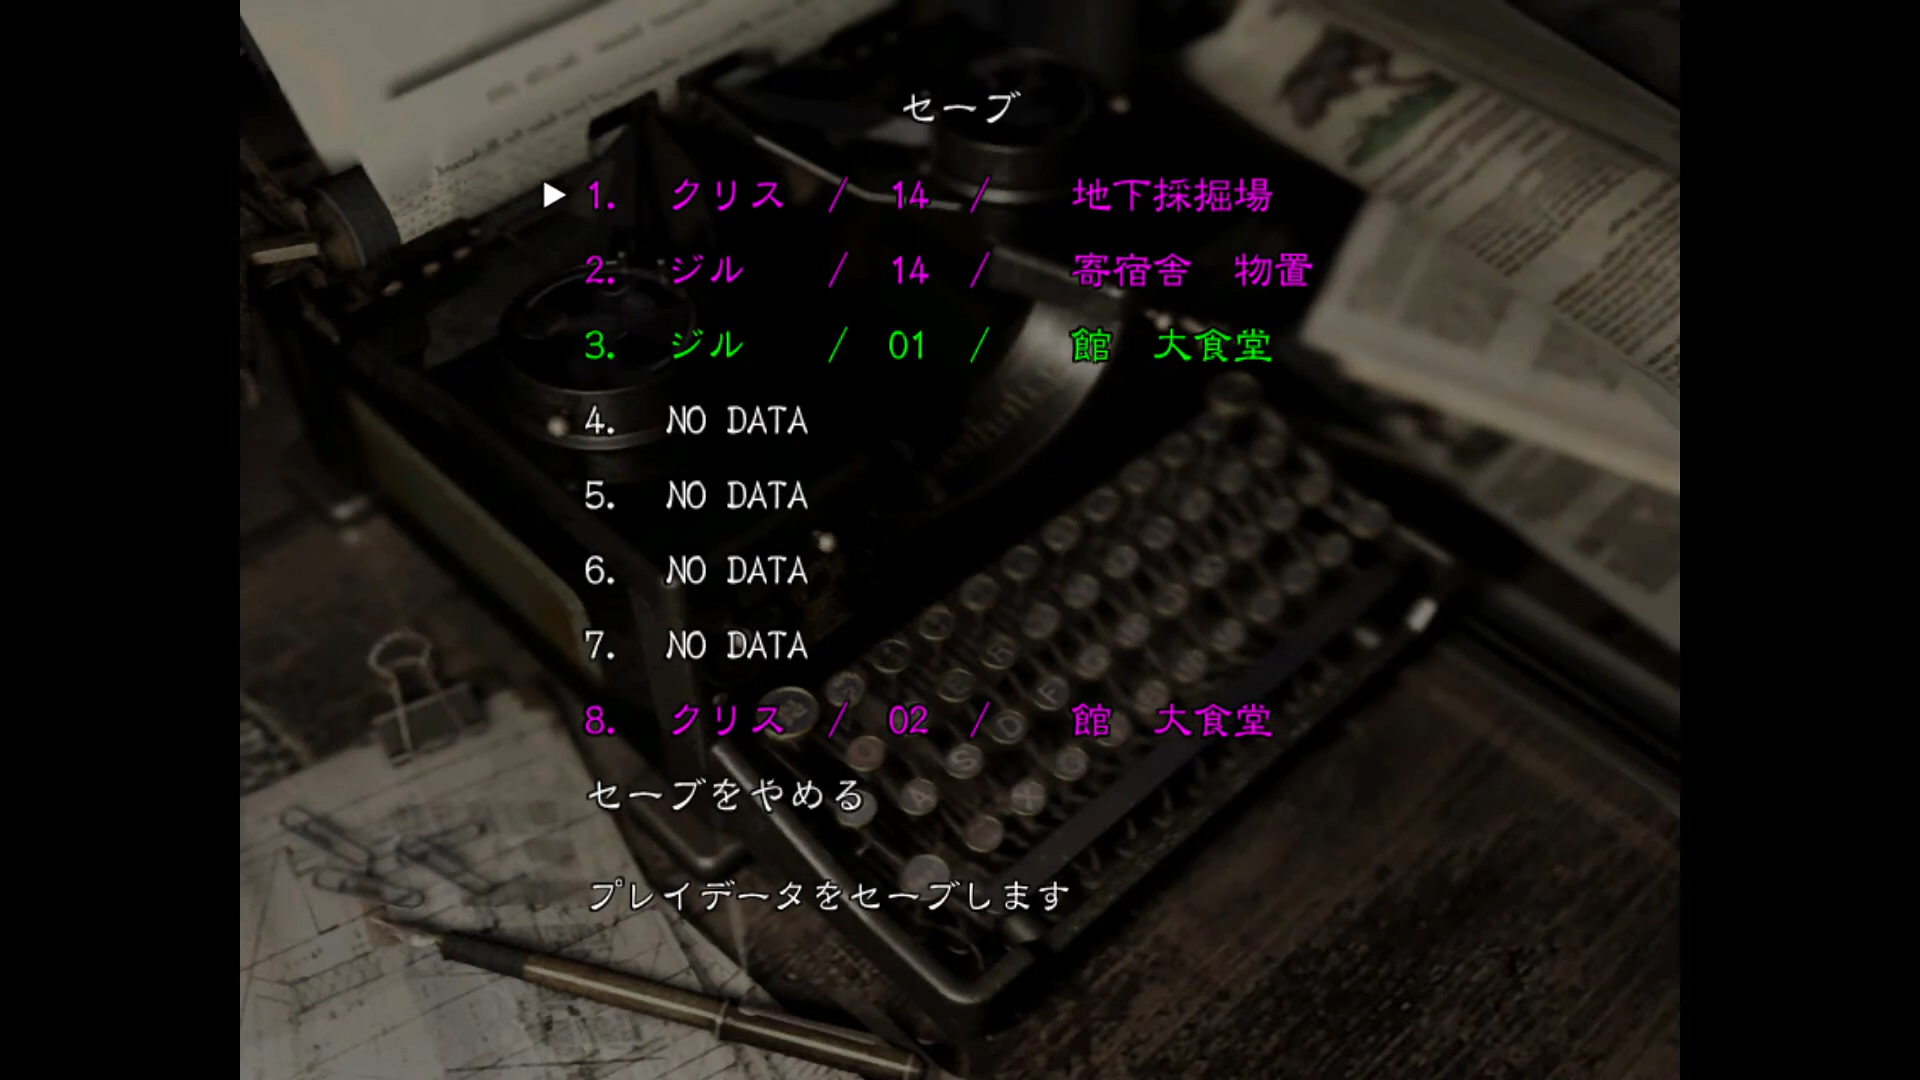 セーブ
▶ 1. クリス / 14 / 地下採掘場
2. ジル / 14 / 寄宿舎 物置
3. ジル / 01 / 館 大食堂
4. NO DATA
5. NO DATA
6. NO DATA
7. NO DATA
8. クリス / 02 / 館 大食堂
セーブをやめる
プレイデータをセーブします